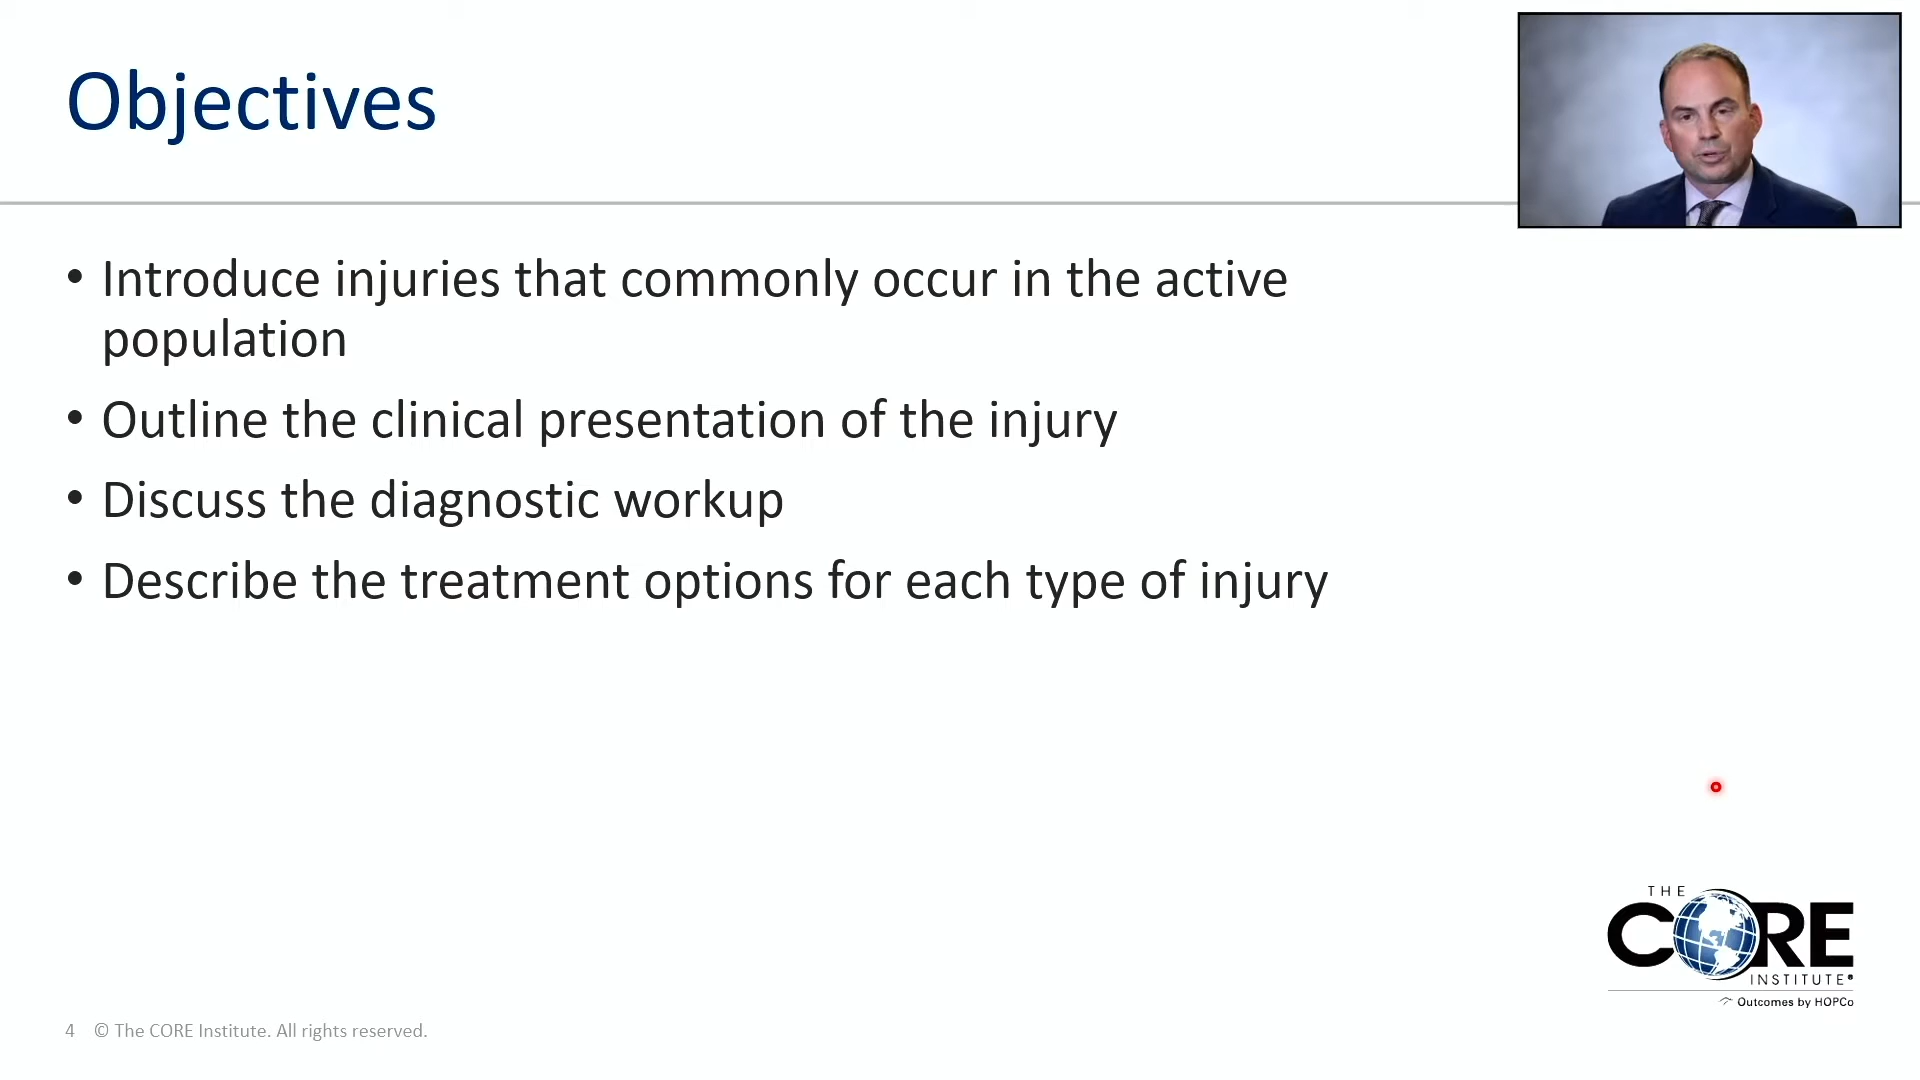 Objectives
• Introduce injuries that commonly occur in the active
population
• Outline the clinical presentation of the injury
• Discuss the diagnostic workup
• Describe the treatment options for each type of injury
THE
CORE
INSTITUTE®
Outcomes by HOPCo
4 © The CORE Institute. All rights reserved.